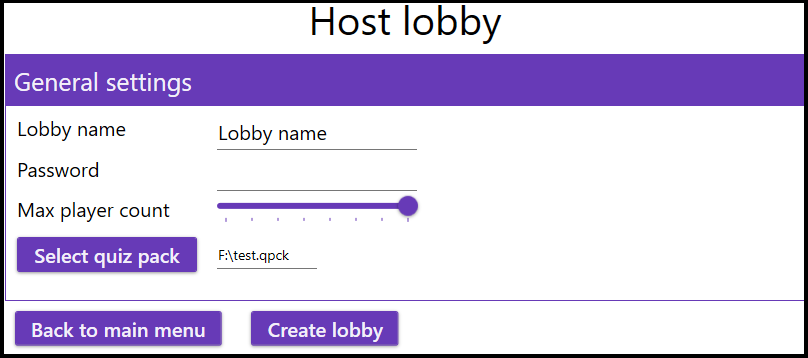 Host lobby
General settings
Lobby name Lobby name
Password
Max player count
Select quiz pack F:\test.qpck
Back to main menu Create lobby